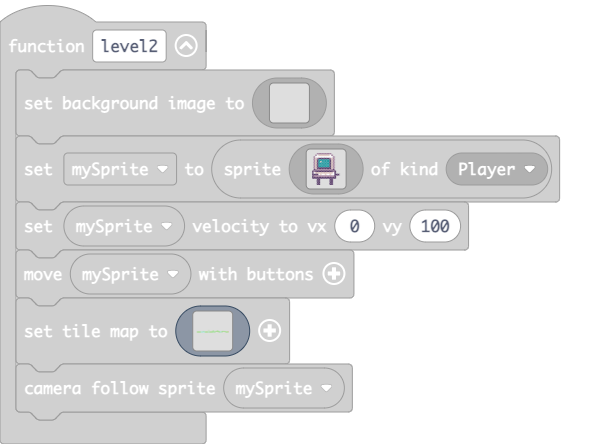 function level2
set background image to
set mySprite to sprite of kind Player
set mySprite velocity to vx 0 vy 100
move mySprite with buttons
set tile map to
camera follow sprite mySprite